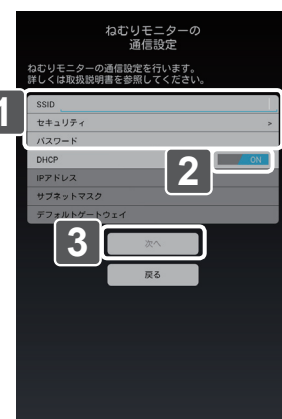 ねむりモニターの
通信設定
ねむりモニターの通信設定を行います。
詳しくは取扱説明書を参照してください。
1
SSID
セキュリティ >
パスワード
DHCP ON
2
IPアドレス
サブネットマスク
デフォルトゲートウェイ
3
次へ
戻る